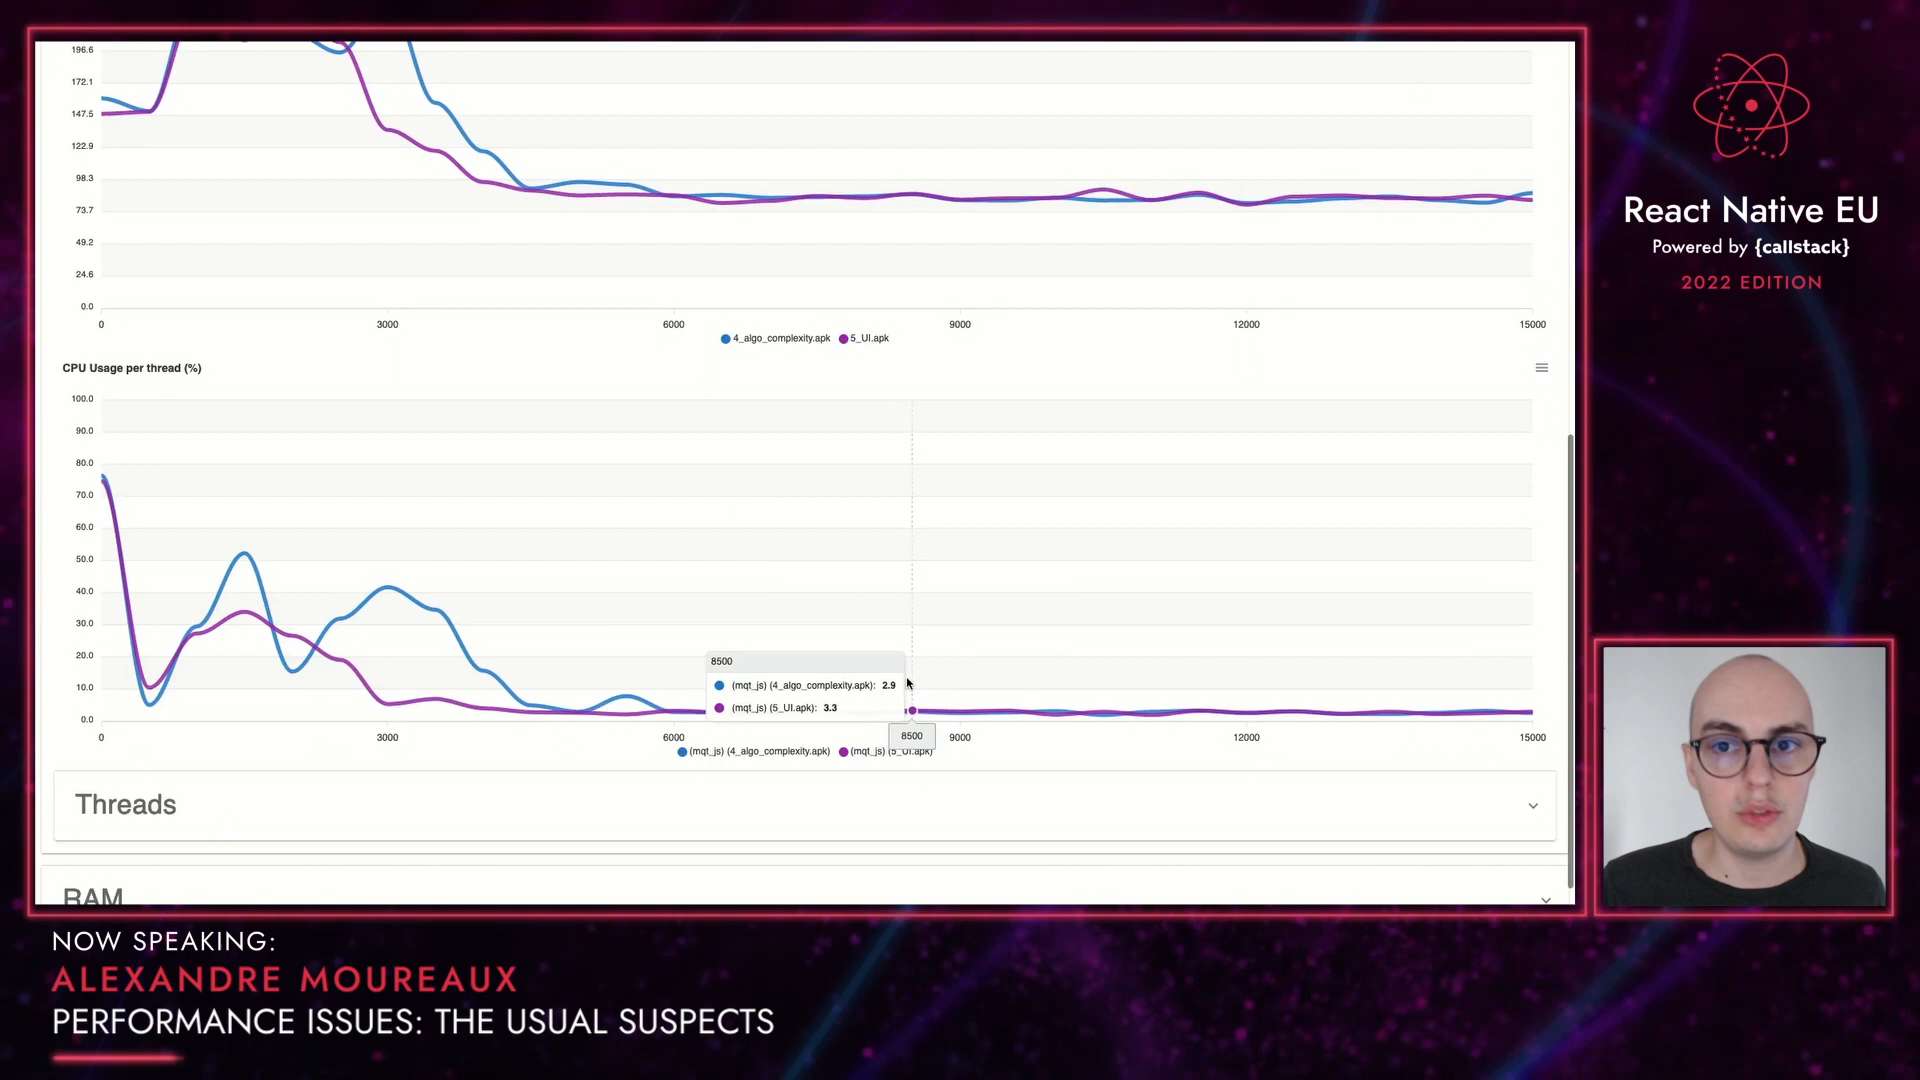 196.6
172.1
147.5
122.9
98.3
73.7
49.2
24.6
0.0
0 3000 6000 9000 12000 15000
4_algo_complexity.apk 5_UI.apk
CPU Usage per thread (%)
100.0
90.0
80.0
70.0
60.0
50.0
40.0
30.0
20.0
10.0
0.0
8500
(mqt_js) (4_algo_complexity.apk): 2.9
(mqt_js) (5_UI.apk): 3.3
0 3000 6000 8500 9000 12000 15000
(mqt_js) (4_algo_complexity.apk) (mqt_js) (5_UI.apk)
Threads
RAM
React Native EU
Powered by {callstack}
2022 EDITION
NOW SPEAKING:
ALEXANDRE MOUREAUX
PERFORMANCE ISSUES: THE USUAL SUSPECTS